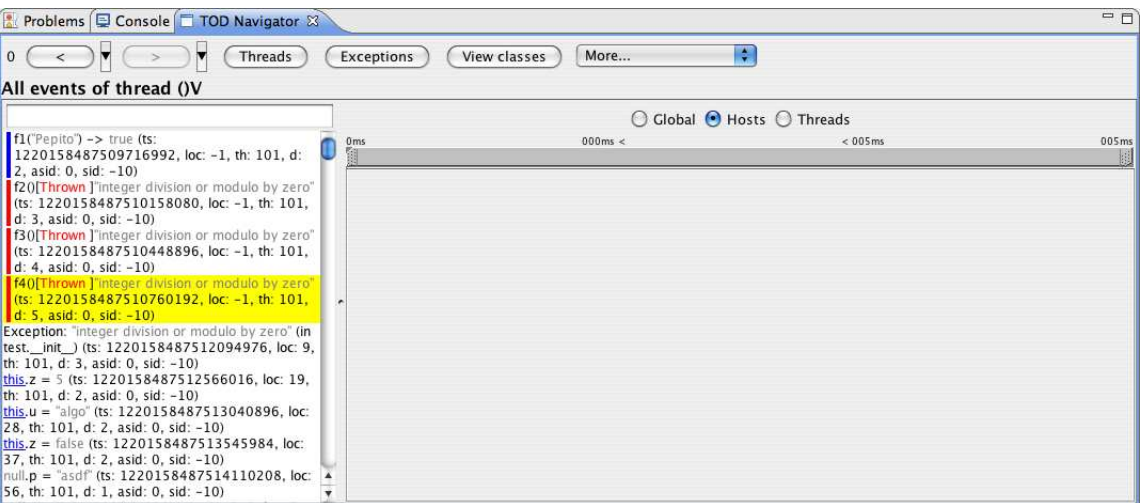 Problems Console TOD Navigator
0 < > Threads Exceptions View classes More...
All events of thread ()V
Global Hosts Threads
0ms 000ms < < 005ms 005ms
f1("Pepito") -> true (ts:
1220158487509716992, loc: -1, th: 101, d:
2, asid: 0, sid: -10)
f2()[Thrown ]"integer division or modulo by zero"
(ts: 1220158487510158080, loc: -1, th: 101,
d: 3, asid: 0, sid: -10)
f3()[Thrown ]"integer division or modulo by zero"
(ts: 1220158487510448896, loc: -1, th: 101,
d: 4, asid: 0, sid: -10)
f4()[Thrown ]"integer division or modulo by zero"
(ts: 1220158487510760192, loc: -1, th: 101,
d: 5, asid: 0, sid: -10)
Exception: "integer division or modulo by zero" (in
test.__init__) (ts: 1220158487512094976, loc: 9,
th: 101, d: 3, asid: 0, sid: -10)
this.z = 5 (ts: 1220158487512566016, loc: 19,
th: 101, d: 2, asid: 0, sid: -10)
this.u = "algo" (ts: 1220158487513040896, loc:
28, th: 101, d: 2, asid: 0, sid: -10)
this.z = false (ts: 1220158487513545984, loc:
37, th: 101, d: 2, asid: 0, sid: -10)
null.p = "asdf" (ts: 1220158487514110208, loc:
56, th: 101, d: 1, asid: 0, sid: -10)